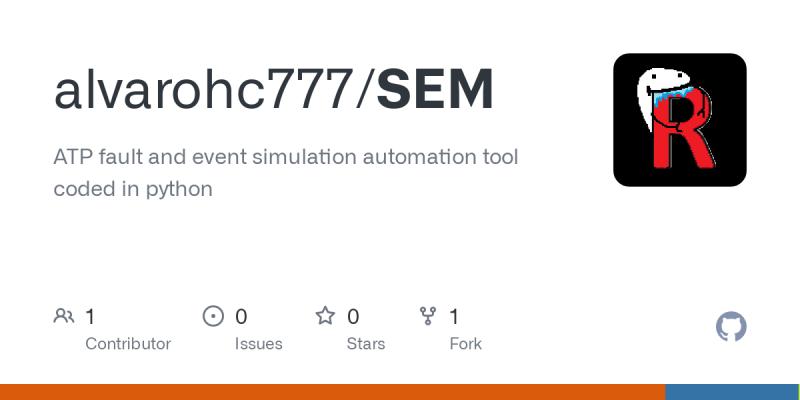 alvarohc777/SEM
ATP fault and event simulation automation tool
coded in python
R
1
Contributor
0
Issues
0
Stars
1
Fork